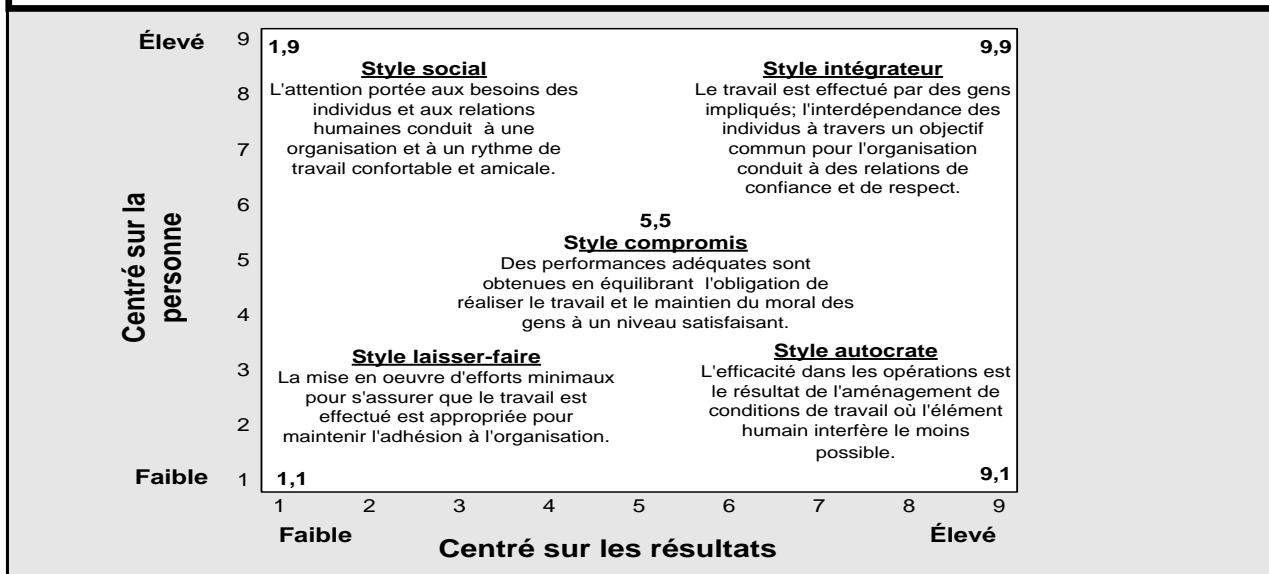 Élevé
9
1,9
9,9
Style social
L'attention portée aux besoins des
individus et aux relations
humaines conduit à une
organisation et à un rythme de
travail confortable et amicale.
Style intégrateur
Le travail est effectué par des gens
impliqués; l'interdépendance des
individus à travers un objectif
commun pour l'organisation
conduit à des relations de
confiance et de respect.
8
7
6
Centré sur la
personne
5,5
Style compromis
Des performances adéquates sont
obtenues en équilibrant l'obligation de
réaliser le travail et le maintien du moral des
gens à un niveau satisfaisant.
5
4
Style laisser-faire
La mise en oeuvre d'efforts minimaux
pour s'assurer que le travail est
effectué est appropriée pour
maintenir l'adhésion à l'organisation.
Style autocrate
L'efficacité dans les opérations est
le résultat de l'aménagement de
conditions de travail où l'élément
humain interfère le moins
possible.
3
2
Faible
1
1,1
9,1
1 2 3 4 5 6 7 8 9
Faible
Élevé
Centré sur les résultats